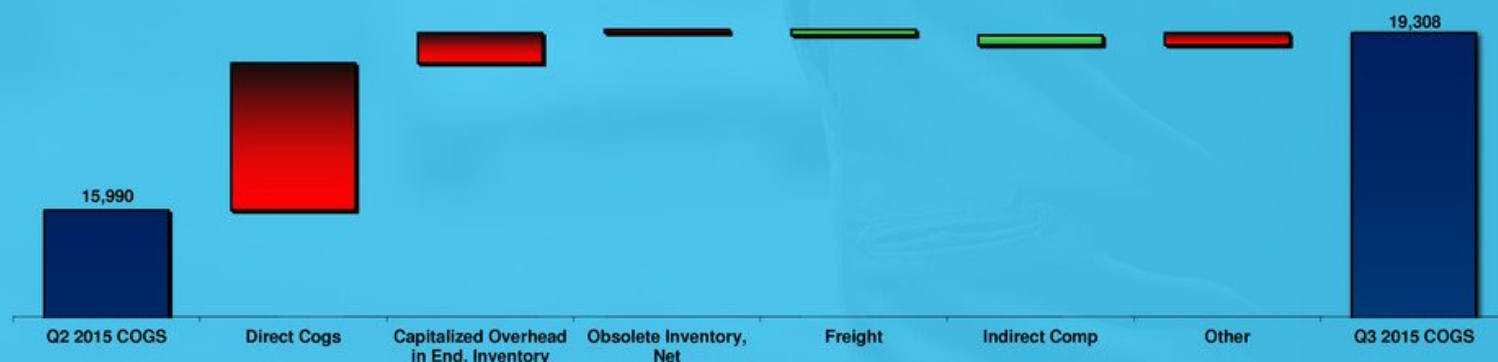 19,308
15,990
Q2 2015 COGS
Direct Cogs
Capitalized Overhead
in End. Inventory
Obsolete Inventory,
Net
Freight
Indirect Comp
Other
Q3 2015 COGS